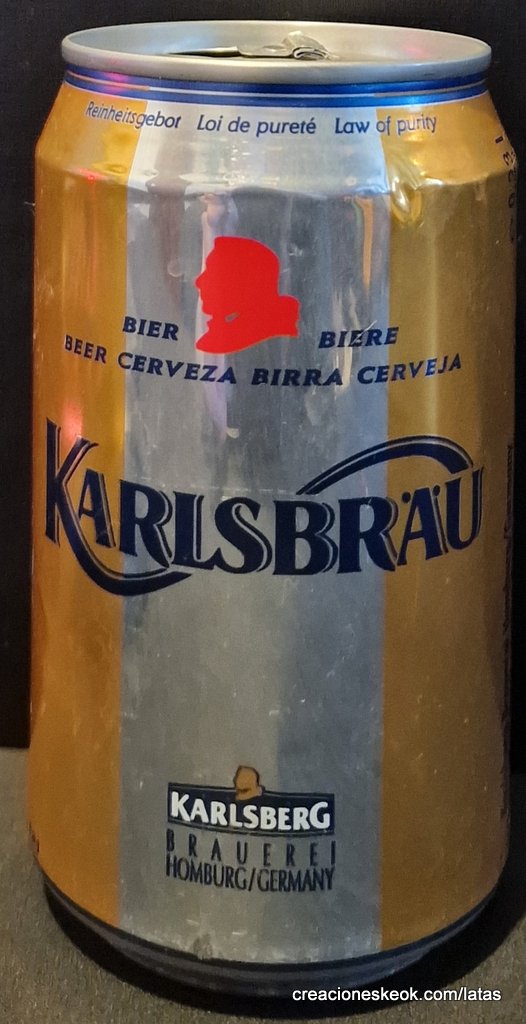 Reinheitsgebot Loi de pureté Law of purity
BIER BIERE
BEER CERVEZA BIRRA CERVEJA
KARLSBRÄU
KARLSBERG
BRAUEREI
HOMBURG/GERMANY
creacioneskeok.com/latas